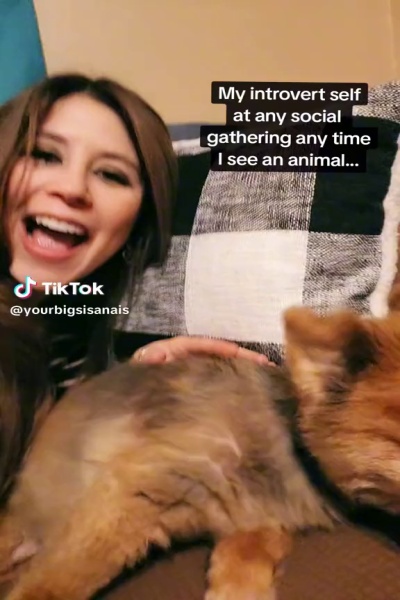 My introvert self
at any social
gathering any time
I see an animal...
TikTok
@yourbigsisanais